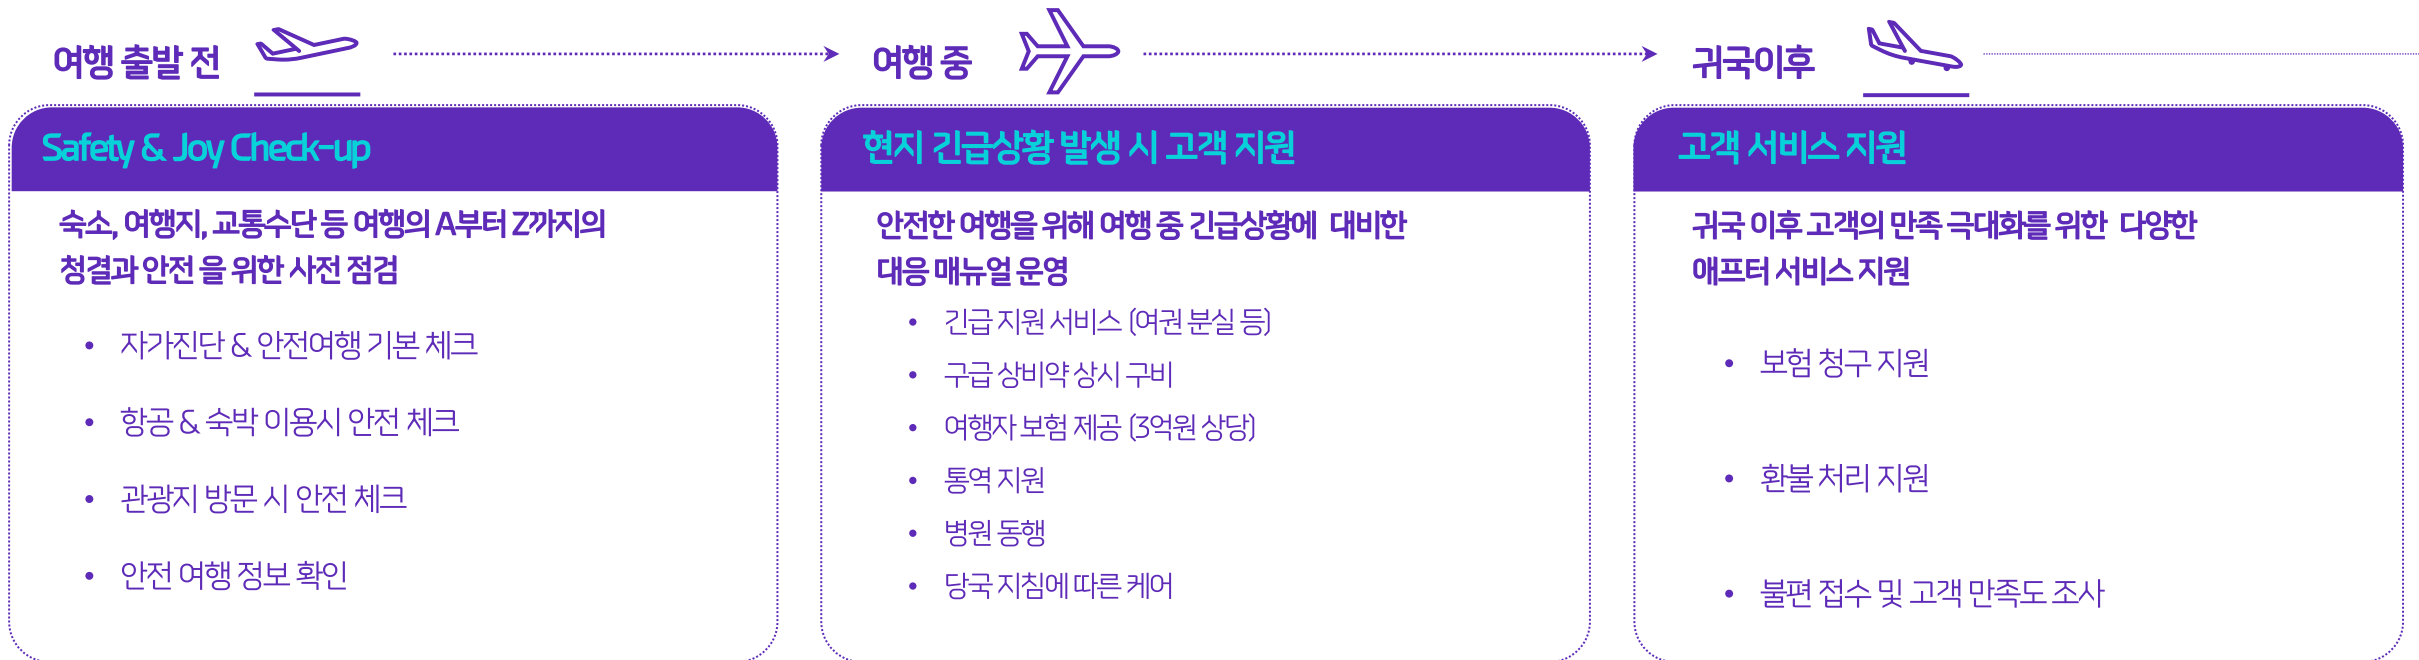 여행 출발 전
Safety & Joy Check-up
숙소, 여행지, 교통수단 등 여행의 A부터 Z까지의
청결과 안전 을 위한 사전 점검
• 자가진단 & 안전여행 기본 체크
• 항공 & 숙박 이용시 안전 체크
• 관광지 방문 시 안전 체크
• 안전 여행 정보 확인
여행 중
현지 긴급상황 발생 시 고객 지원
안전한 여행을 위해 여행 중 긴급상황에 대비한
대응 매뉴얼 운영
• 긴급 지원 서비스 (여권 분실 등)
• 구급 상비약 상시 구비
• 여행자 보험 제공 (3억원 상당)
• 통역 지원
• 병원 동행
• 당국 지침에 따른 케어
귀국이후
고객 서비스 지원
귀국 이후 고객의 만족 극대화를 위한 다양한
애프터 서비스 지원
• 보험 청구 지원
• 환불 처리 지원
• 불편 접수 및 고객 만족도 조사